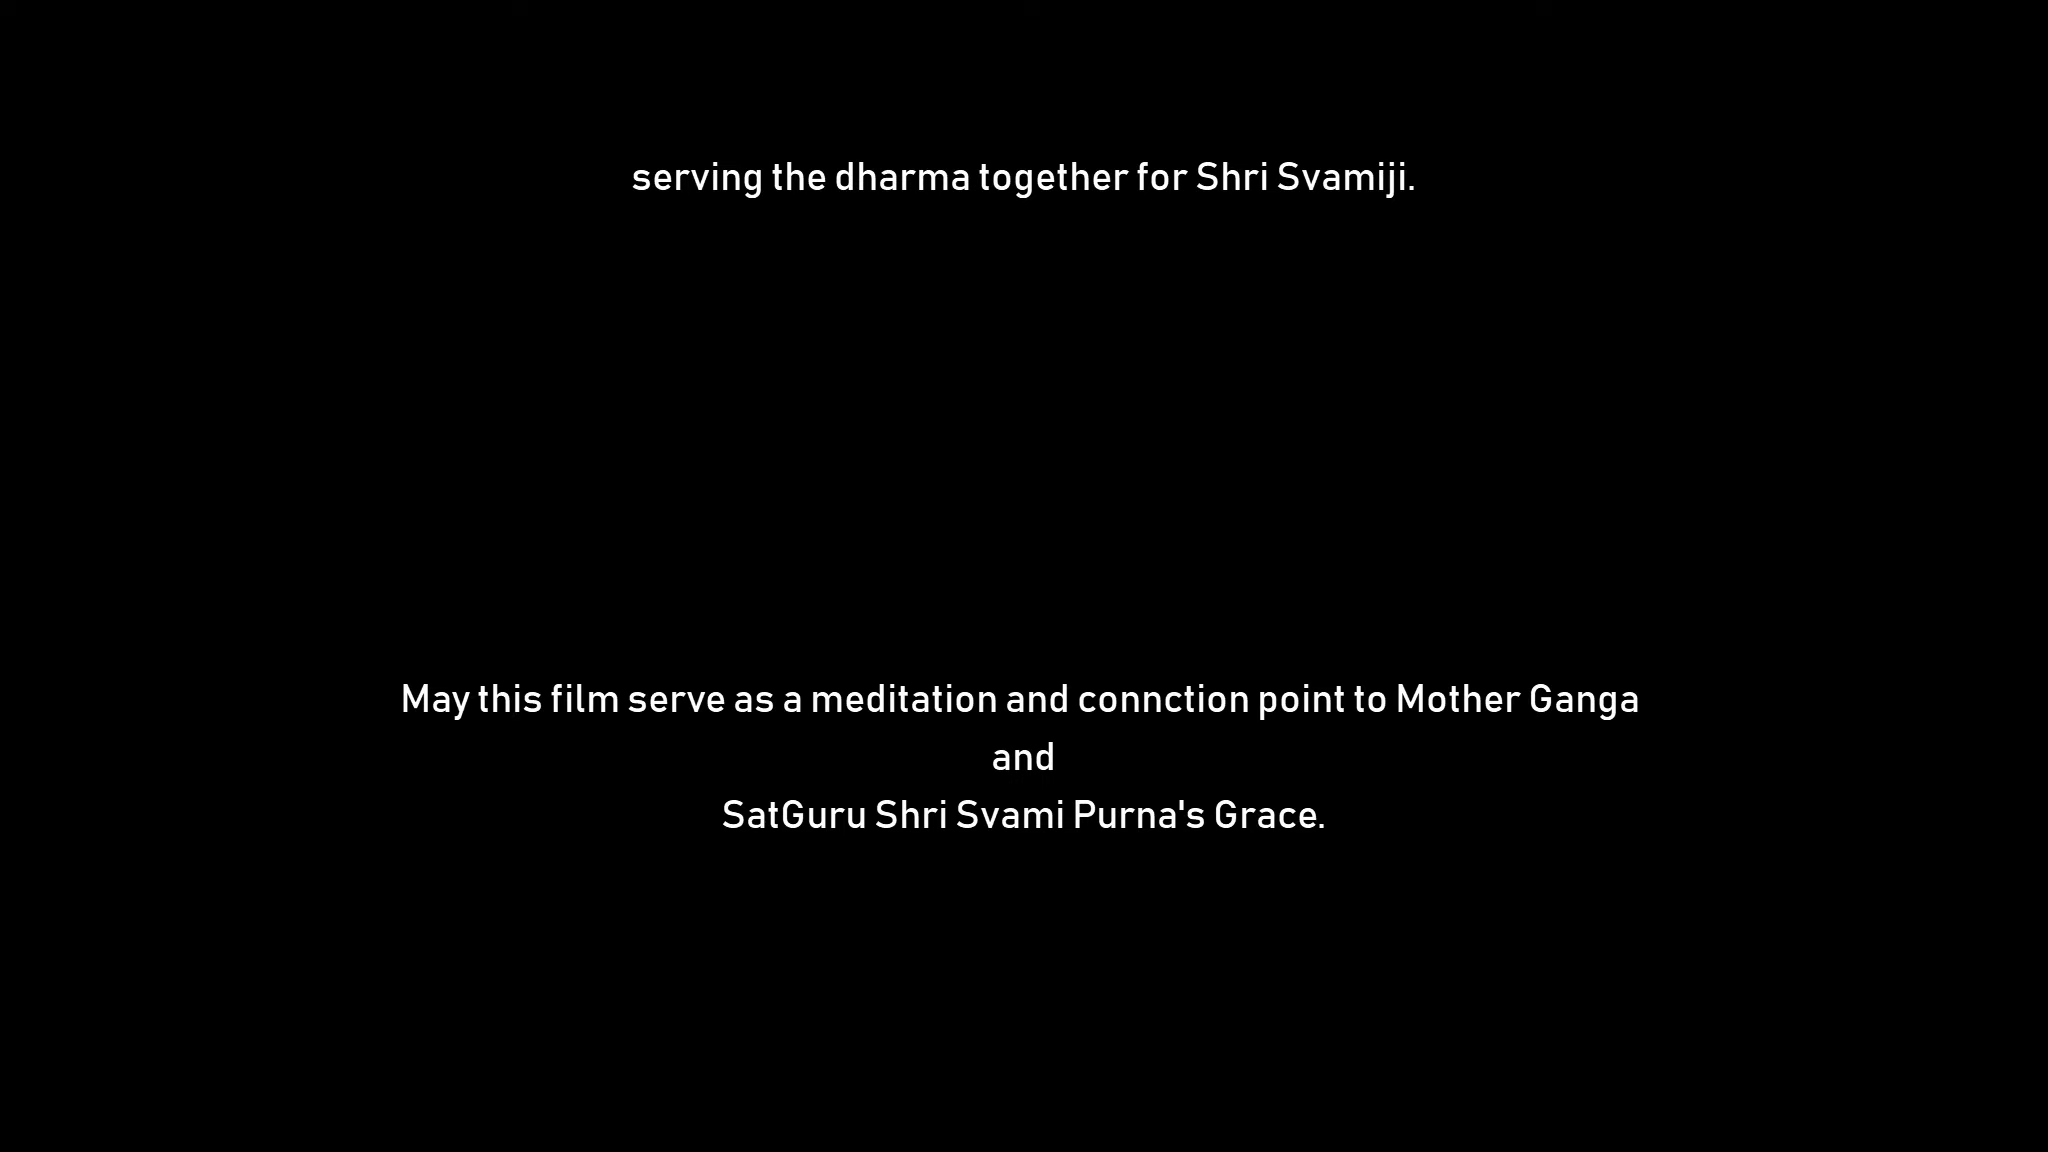 serving the dharma together for Shri Svamiji.
May this film serve as a meditation and connction point to Mother Ganga
and
SatGuru Shri Svami Purna's Grace.